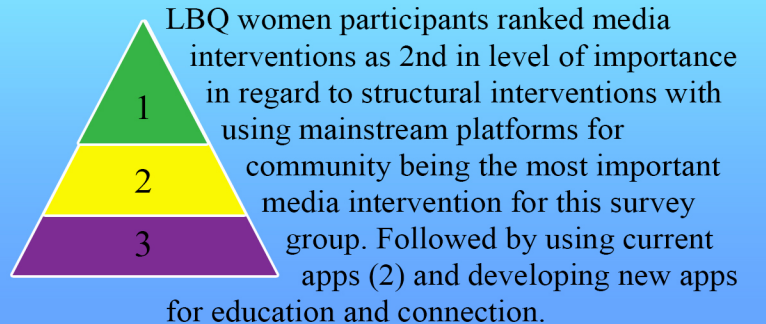 LBQ women participants ranked media
interventions as 2nd in level of importance
in regard to structural interventions with
using mainstream platforms for
community being the most important
media intervention for this survey
group. Followed by using current
apps (2) and developing new apps
for education and connection.
1
2
3